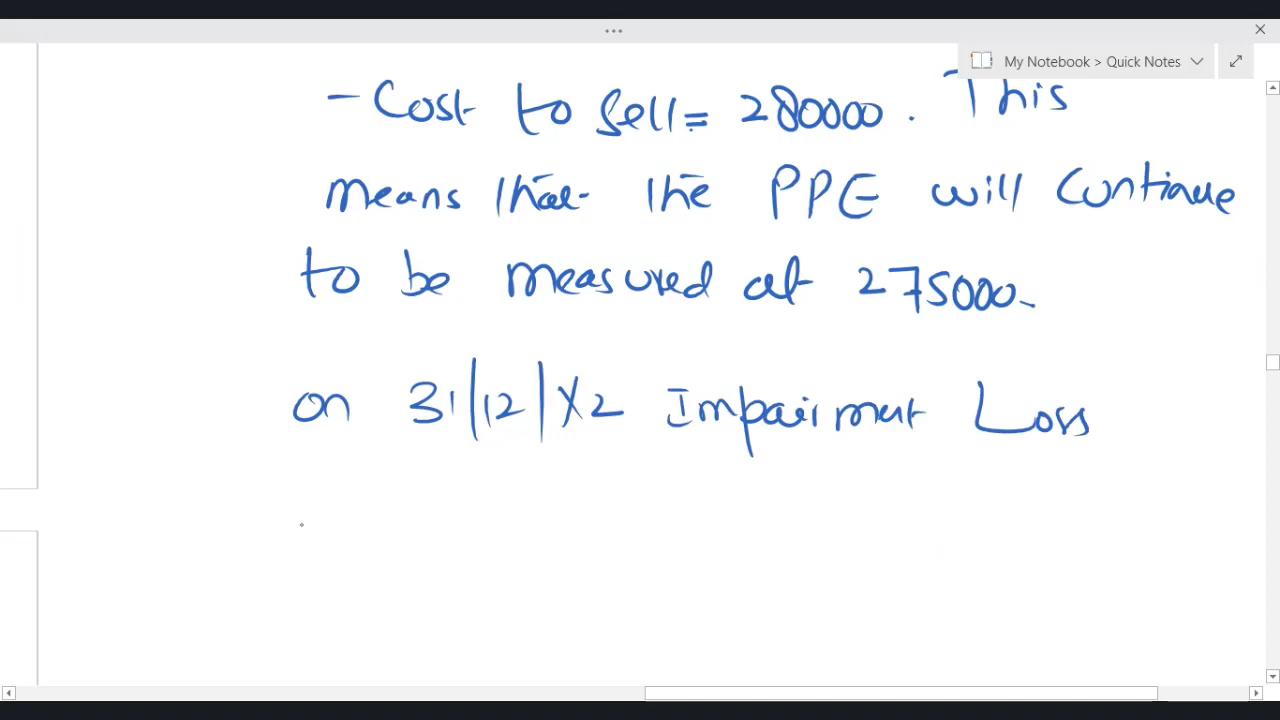 ...
My Notebook > Quick Notes
- Cost to sell = 280000. This
means that the PPE will continue
to be measured at 275000.
on 31/12/X2 Impairment Loss